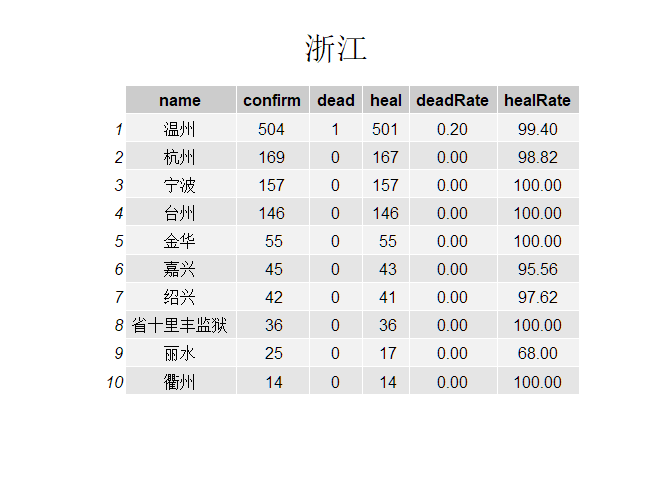 浙江
name confirm dead heal deadRate healRate
1 温州 504 1 501 0.20 99.40
2 杭州 169 0 167 0.00 98.82
3 宁波 157 0 157 0.00 100.00
4 台州 146 0 146 0.00 100.00
5 金华 55 0 55 0.00 100.00
6 嘉兴 45 0 43 0.00 95.56
7 绍兴 42 0 41 0.00 97.62
8 省十里丰监狱 36 0 36 0.00 100.00
9 丽水 25 0 17 0.00 68.00
10 衢州 14 0 14 0.00 100.00